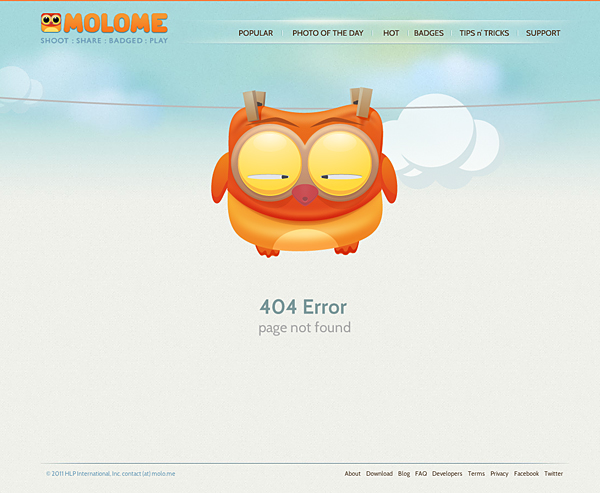 MOLOME
SHOOT : SHARE : BADGED : PLAY
POPULAR PHOTO OF THE DAY HOT BADGES TIPS n' TRICKS SUPPORT
404 Error
page not found
© 2011 HLP International, Inc. contact (at) molo.me
About Download Blog FAQ Developers Terms Privacy Facebook Twitter